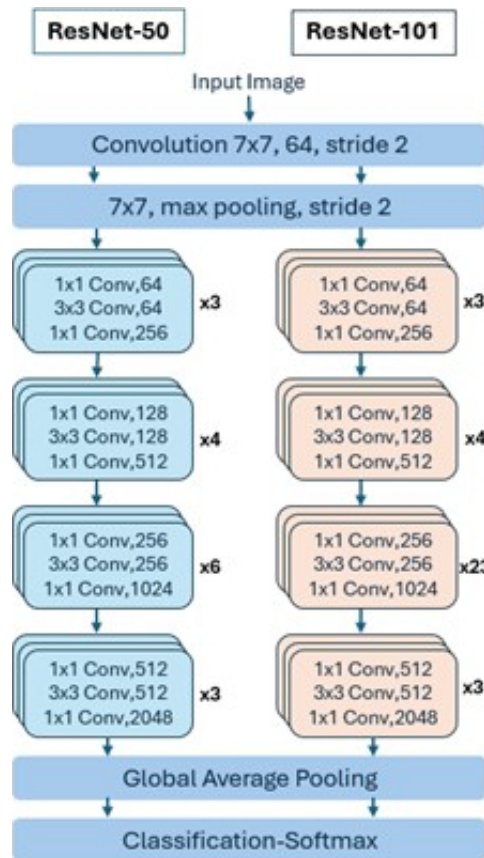 ResNet-50
ResNet-101
Input Image
Convolution 7x7, 64, stride 2
7x7, max pooling, stride 2
1x1 Conv,64
3x3 Conv,64
1x1 Conv,256
x3
1x1 Conv,64
3x3 Conv,64
1x1 Conv,256
x3
1x1 Conv,128
3x3 Conv,128
1x1 Conv,512
x4
1x1 Conv,128
3x3 Conv,128
1x1 Conv,512
x4
1x1 Conv,256
3x3 Conv,256
1x1 Conv,1024
x6
1x1 Conv,256
3x3 Conv,256
1x1 Conv,1024
x23
1x1 Conv,512
3x3 Conv,512
1x1 Conv,2048
x3
1x1 Conv,512
3x3 Conv,512
1x1 Conv,2048
x3
Global Average Pooling
Classification-Softmax